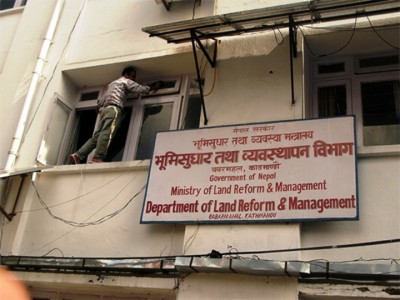 नेपाल सरकार
भूमिसुधार तथा व्यवस्था मन्त्रालय
भूमिसुधार तथा व्यवस्थापन विभाग
बबरमहल, काठमाण्डौ
Government of Nepal
Ministry of Land Reform & Management
Department of Land Reform & Management
BABARMAHAL, KATHMANDU